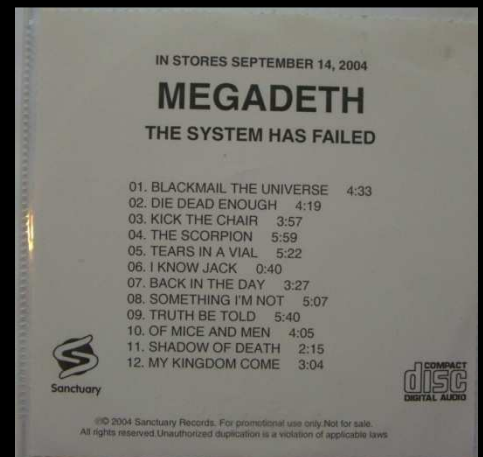 IN STORES SEPTEMBER 14, 2004
MEGADETH
THE SYSTEM HAS FAILED
01. BLACKMAIL THE UNIVERSE 4:33
02. DIE DEAD ENOUGH 4:19
03. KICK THE CHAIR 3:57
04. THE SCORPION 5:59
05. TEARS IN A VIAL 5:22
06. I KNOW JACK 0:40
07. BACK IN THE DAY 3:27
08. SOMETHING I'M NOT 5:07
09. TRUTH BE TOLD 5:40
10. OF MICE AND MEN 4:05
11. SHADOW OF DEATH 2:15
12. MY KINGDOM COME 3:04
Sanctuary
COMPACT
disc
DIGITAL AUDIO
℗© 2004 Sanctuary Records. For promotional use only.Not for sale.
All rights reserved.Unauthorized duplication is a violation of applicable laws